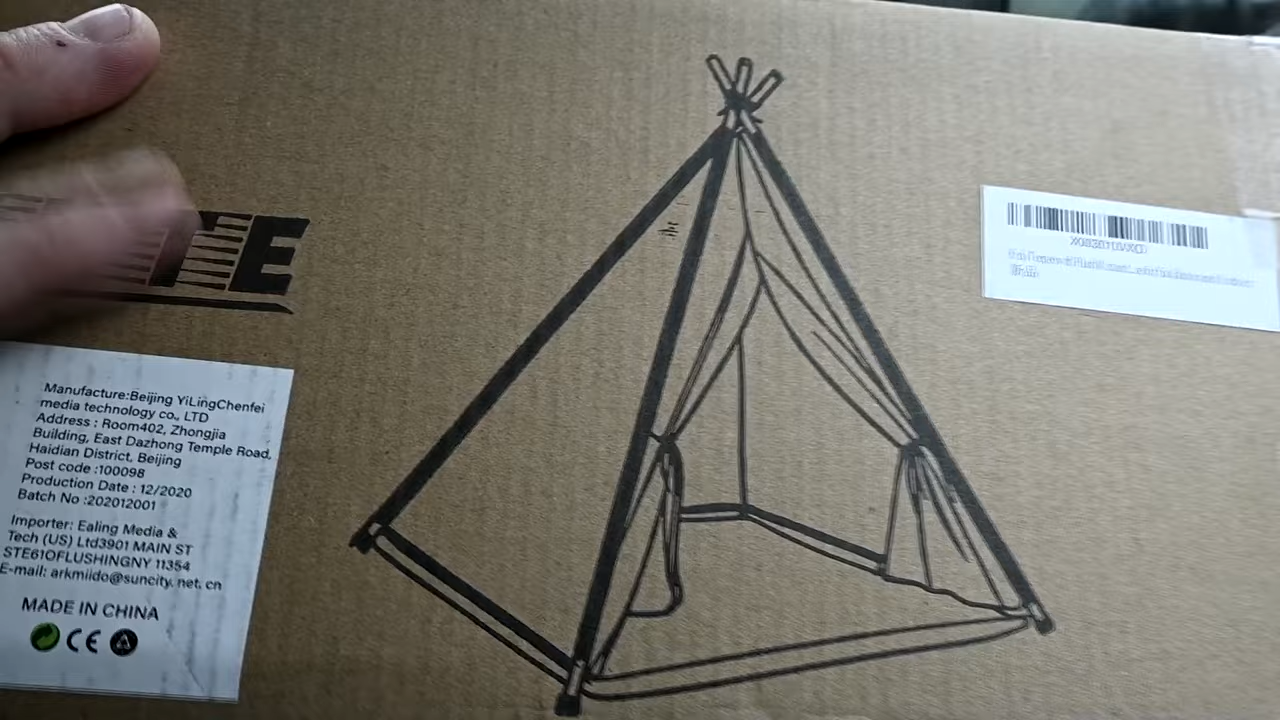 E
Manufacture:Beijing YiLingChenfei
media technology co., LTD
Address : Room402, Zhongjia
Building, East Dazhong Temple Road,
Haidian District, Beijing
Post code :100098
Production Date : 12/2020
Batch No :202012001
Importer: Ealing Media &
Tech (US) Ltd3901 MAIN ST
STE61OFLUSHINGNY 11354
E-mail: arkmiido@suncity. net. cn
MADE IN CHINA
CE